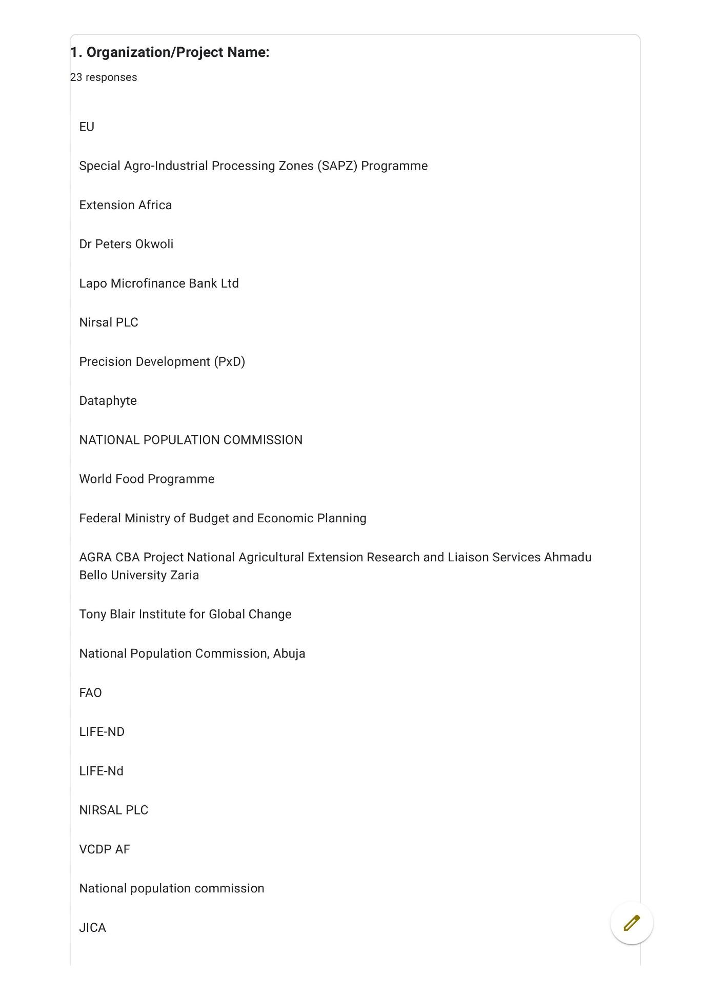 1. Organization/Project Name:
23 responses
EU
Special Agro-Industrial Processing Zones (SAPZ) Programme
Extension Africa
Dr Peters Okwoli
Lapo Microfinance Bank Ltd
Nirsal PLC
Precision Development (PxD)
Dataphyte
NATIONAL POPULATION COMMISSION
World Food Programme
Federal Ministry of Budget and Economic Planning
AGRA CBA Project National Agricultural Extension Research and Liaison Services Ahmadu
Bello University Zaria
Tony Blair Institute for Global Change
National Population Commission, Abuja
FAO
LIFE-ND
LIFE-Nd
NIRSAL PLC
VCDP AF
National population commission
JICA